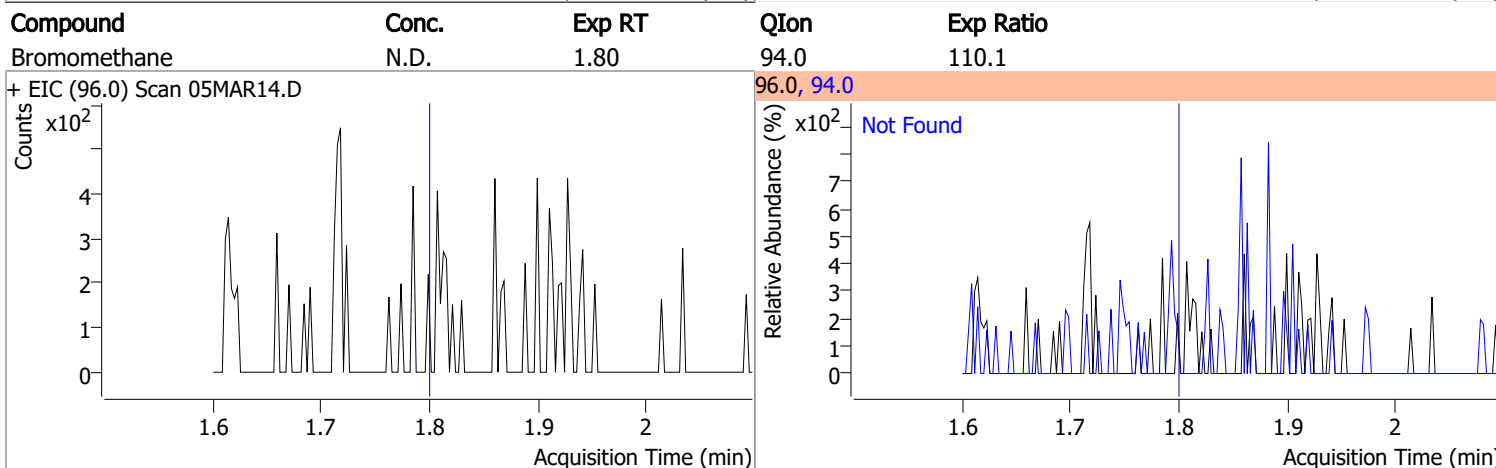 Compound Conc. Exp RT QIon Exp Ratio
Bromomethane N.D. 1.80 94.0 110.1
+ EIC (96.0) Scan 05MAR14.D
Counts
x10²
4
3
2
1
0
1.6 1.7 1.8 1.9 2
Acquisition Time (min)
96.0, 94.0
Relative Abundance (%)
x10²
Not Found
7
6
5
4
3
2
1
0
1.6 1.7 1.8 1.9 2
Acquisition Time (min)